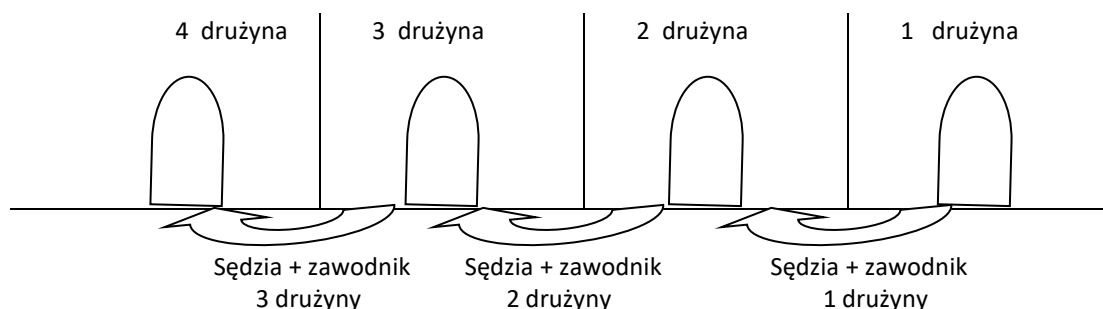 4 drużyna 3 drużyna 2 drużyna 1 drużyna
Sędzia + zawodnik
3 drużyny
Sędzia + zawodnik
2 drużyny
Sędzia + zawodnik
1 drużyny